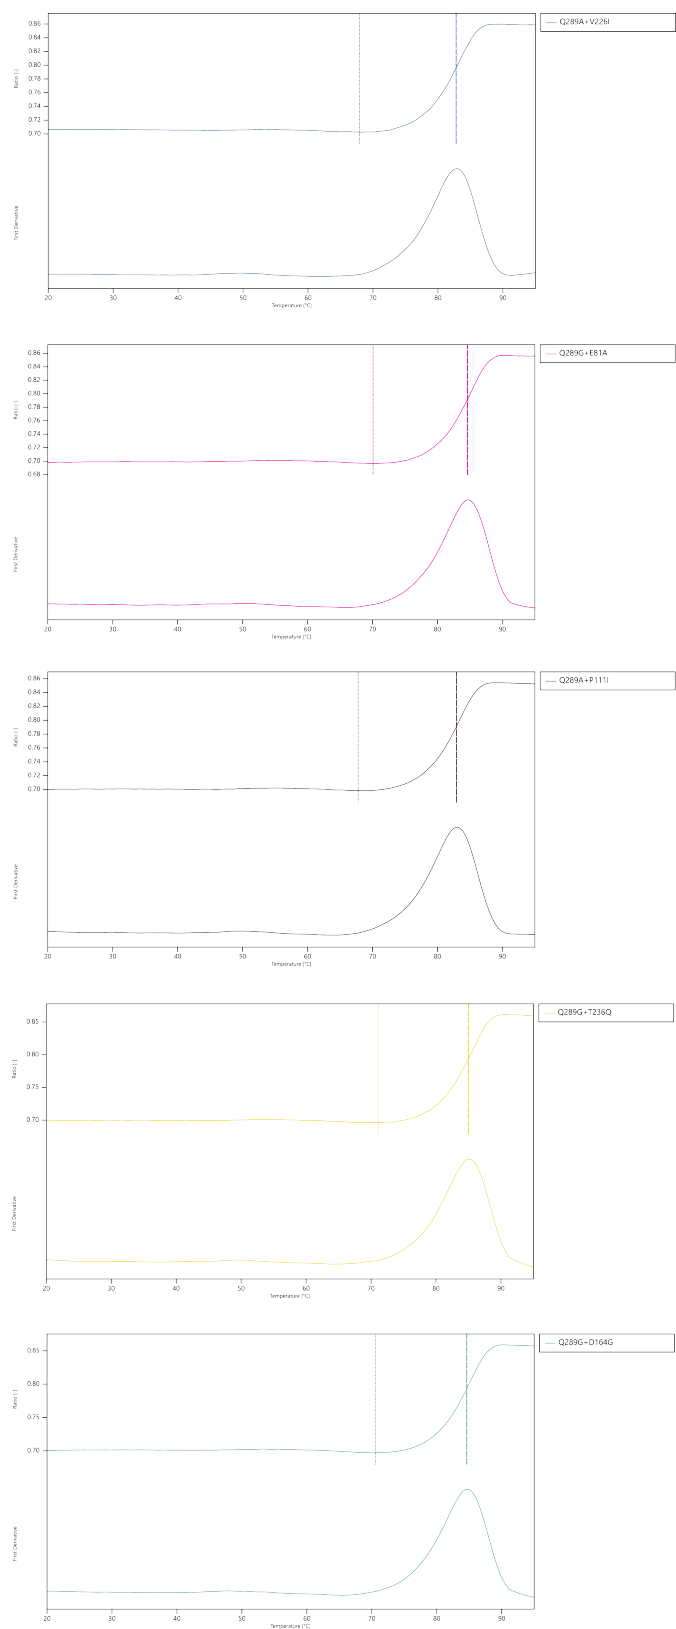 Q289A+V226I
0.86
0.84
0.82
0.80
0.78
0.76
0.74
0.72
0.70
Ratio [-]
First Derivative
20 30 40 50 60 70 80 90
Temperature [°C]
Q289G+E81A
0.86
0.84
0.82
0.80
0.78
0.76
0.74
0.72
0.70
0.68
Ratio [-]
First Derivative
20 30 40 50 60 70 80 90
Temperature [°C]
Q289A+P111I
0.86
0.84
0.82
0.80
0.78
0.76
0.74
0.72
0.70
Ratio [-]
First Derivative
20 30 40 50 60 70 80 90
Temperature [°C]
Q289G+T236Q
0.85
0.80
0.75
0.70
Ratio [-]
First Derivative
20 30 40 50 60 70 80 90
Temperature [°C]
Q289G+D164G
0.85
0.80
0.75
0.70
Ratio [-]
First Derivative
20 30 40 50 60 70 80 90
Temperature [°C]